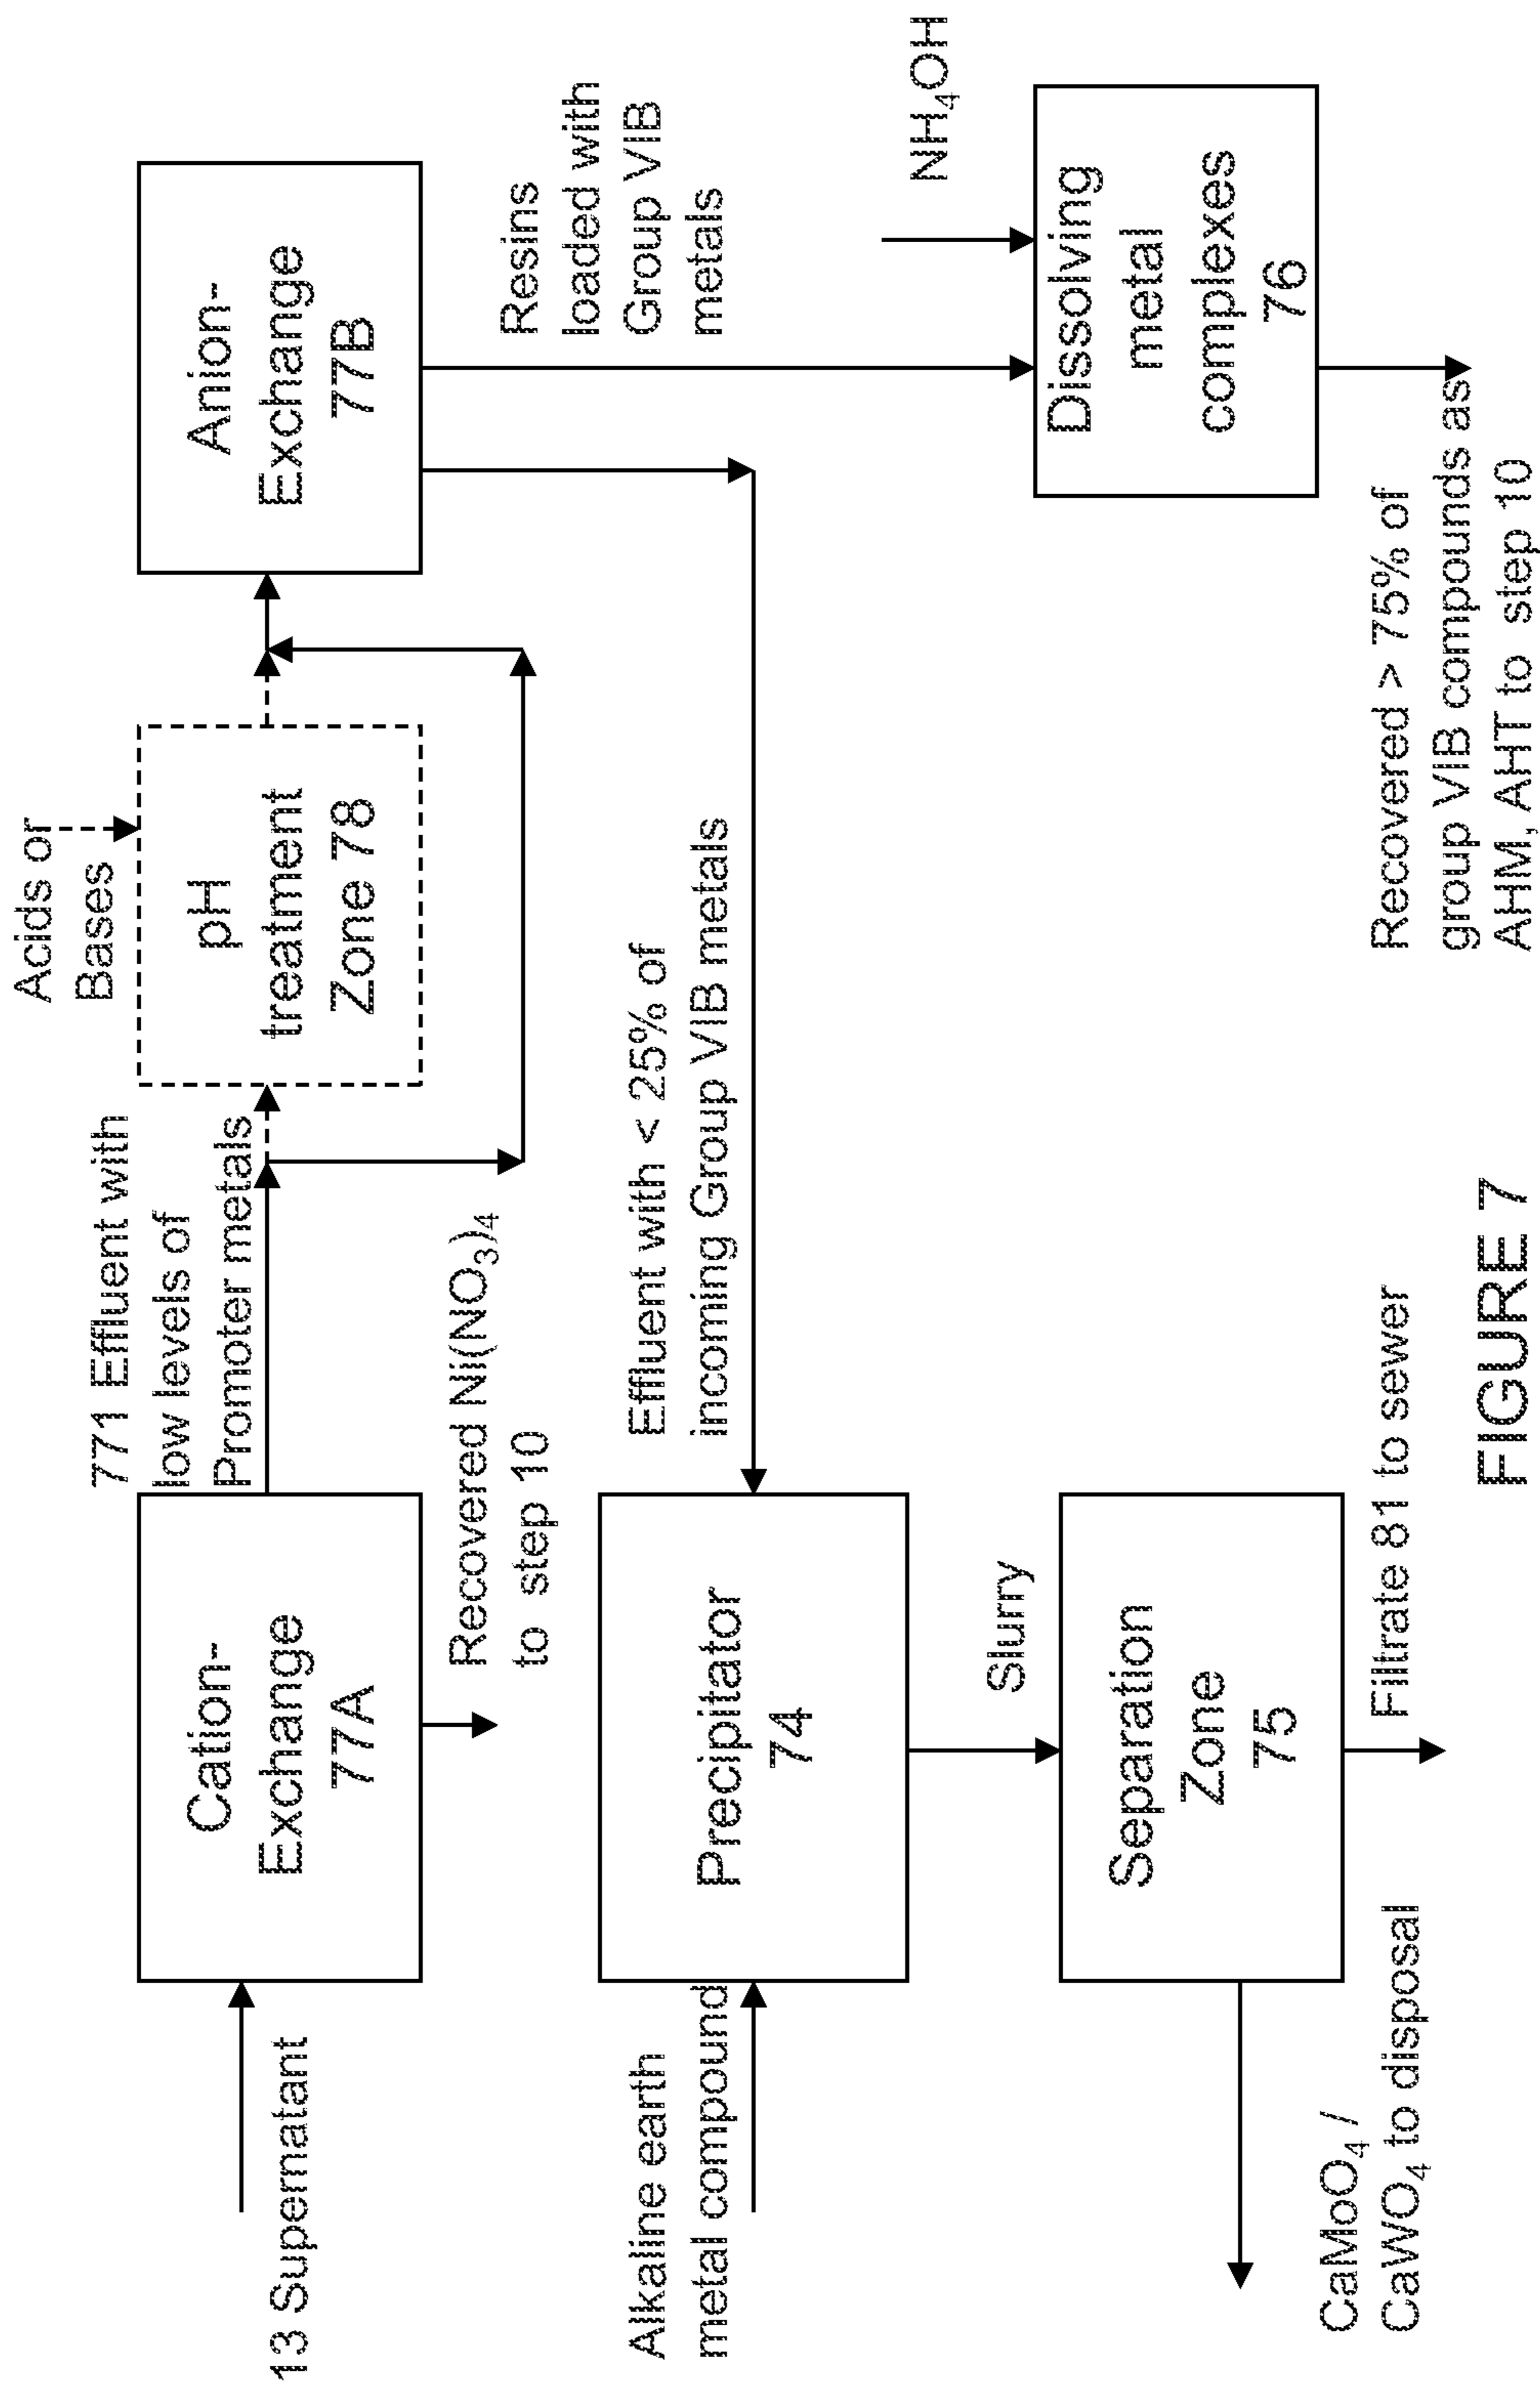 13 Supernatant
Cation-
Exchange
77A
771 Effluent with
low levels of
Promoter metals
Recovered Ni(NO₃)₄
to step 10
Acids or
Bases
pH
treatment
Zone 78
Anion-
Exchange
77B
Resins
loaded with
Group VIB
metals
Alkaline earth
metal compound
Precipitator
74
Effluent with < 25% of
incoming Group VIB metals
Slurry
Separation
Zone
75
CaMoO₄ /
CaWO₄ to disposal
Filtrate 81 to sewer
NH₄OH
Dissolving
metal
complexes
76
Recovered > 75% of
group VIB compounds as
AHM, AHT to step 10
FIGURE 7